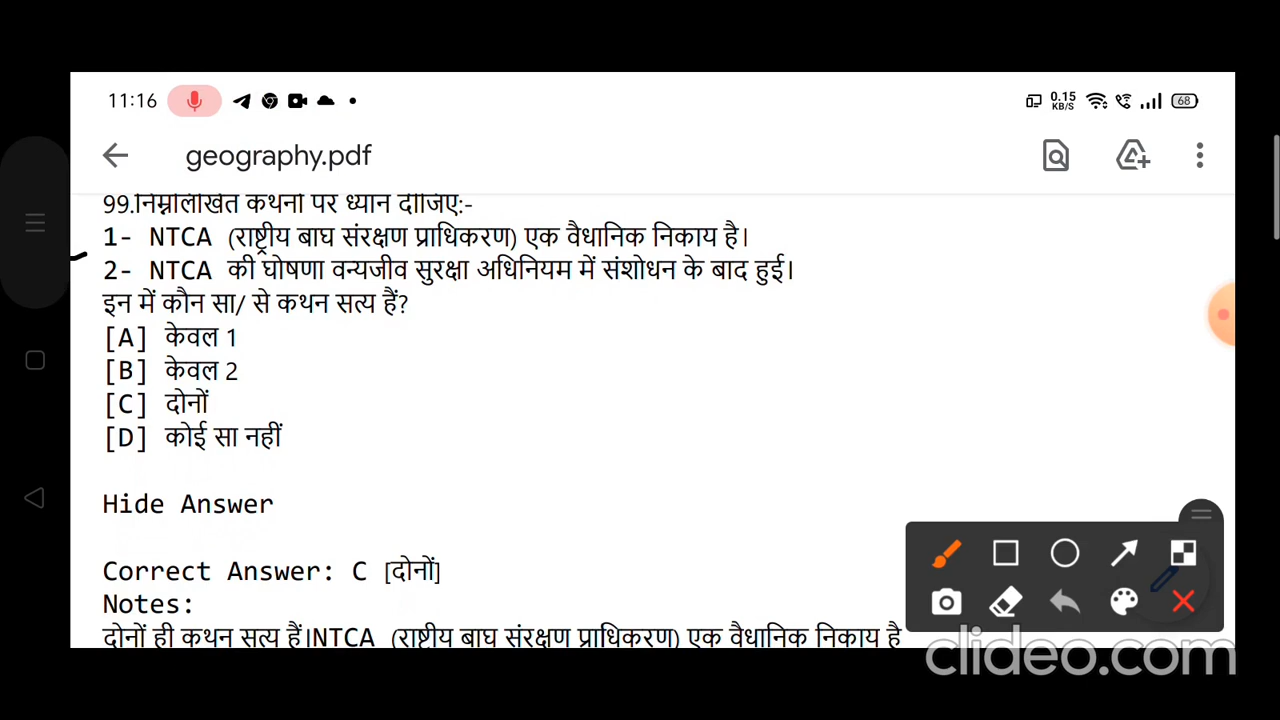 11:16
0.15
KB/S
68
geography.pdf
99.निम्नलिखित कथनों पर ध्यान दीजिए:-
1- NTCA (राष्ट्रीय बाघ संरक्षण प्राधिकरण) एक वैधानिक निकाय है।
2- NTCA की घोषणा वन्यजीव सुरक्षा अधिनियम में संशोधन के बाद हुई।
इन में कौन सा/ से कथन सत्य हैं?
[A] केवल 1
[B] केवल 2
[C] दोनों
[D] कोई सा नहीं
Hide Answer
Correct Answer: C [दोनों]
Notes:
दोनों ही कथन सत्य हैं।NTCA (राष्ट्रीय बाघ संरक्षण प्राधिकरण) एक वैधानिक निकाय है
clideo.com